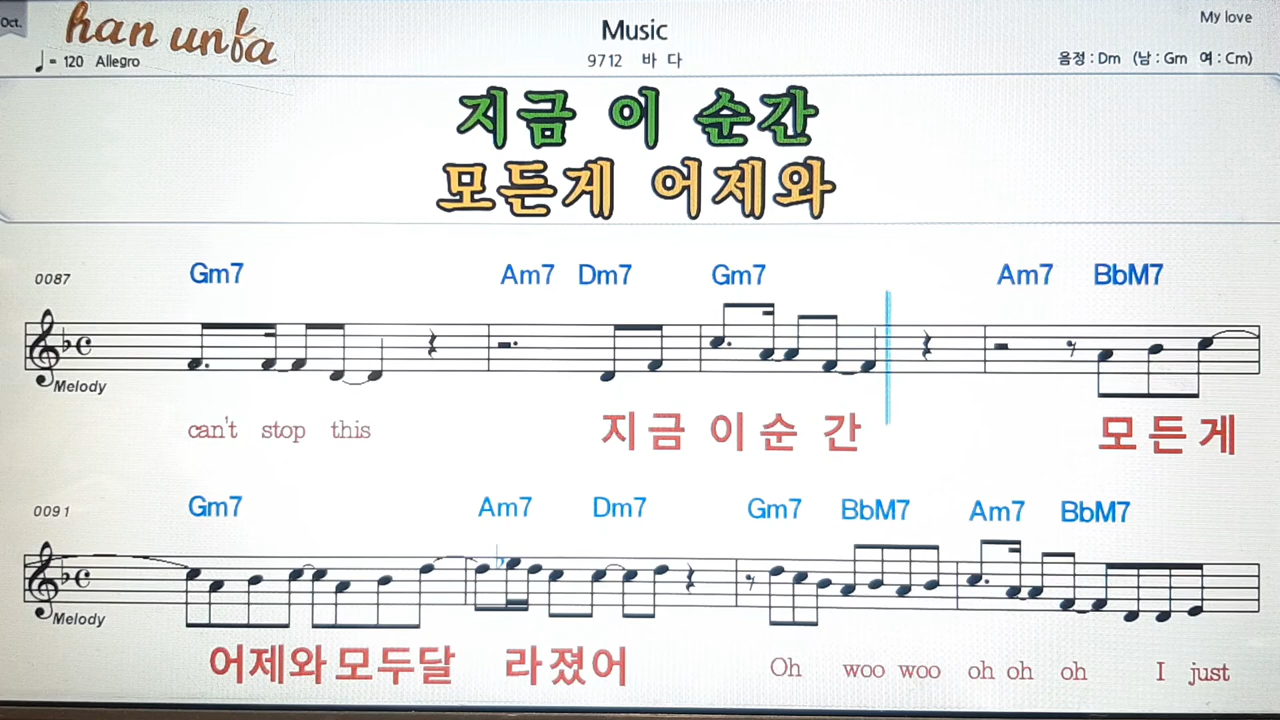 Oct.
han unfa
Music
My love
♩= 120 Allegro
9712 바 다
음정 : Dm (남 : Gm 여 : Cm)
지금 이 순간
모든게 어제와
0087 Gm7 Am7 Dm7 Gm7 Am7 BbM7
Melody
can't stop this 지금 이 순 간 모든게
0091 Gm7 Am7 Dm7 Gm7 BbM7 Am7 BbM7
Melody
어제와 모두달 라졌어 Oh woo woo oh oh oh I just